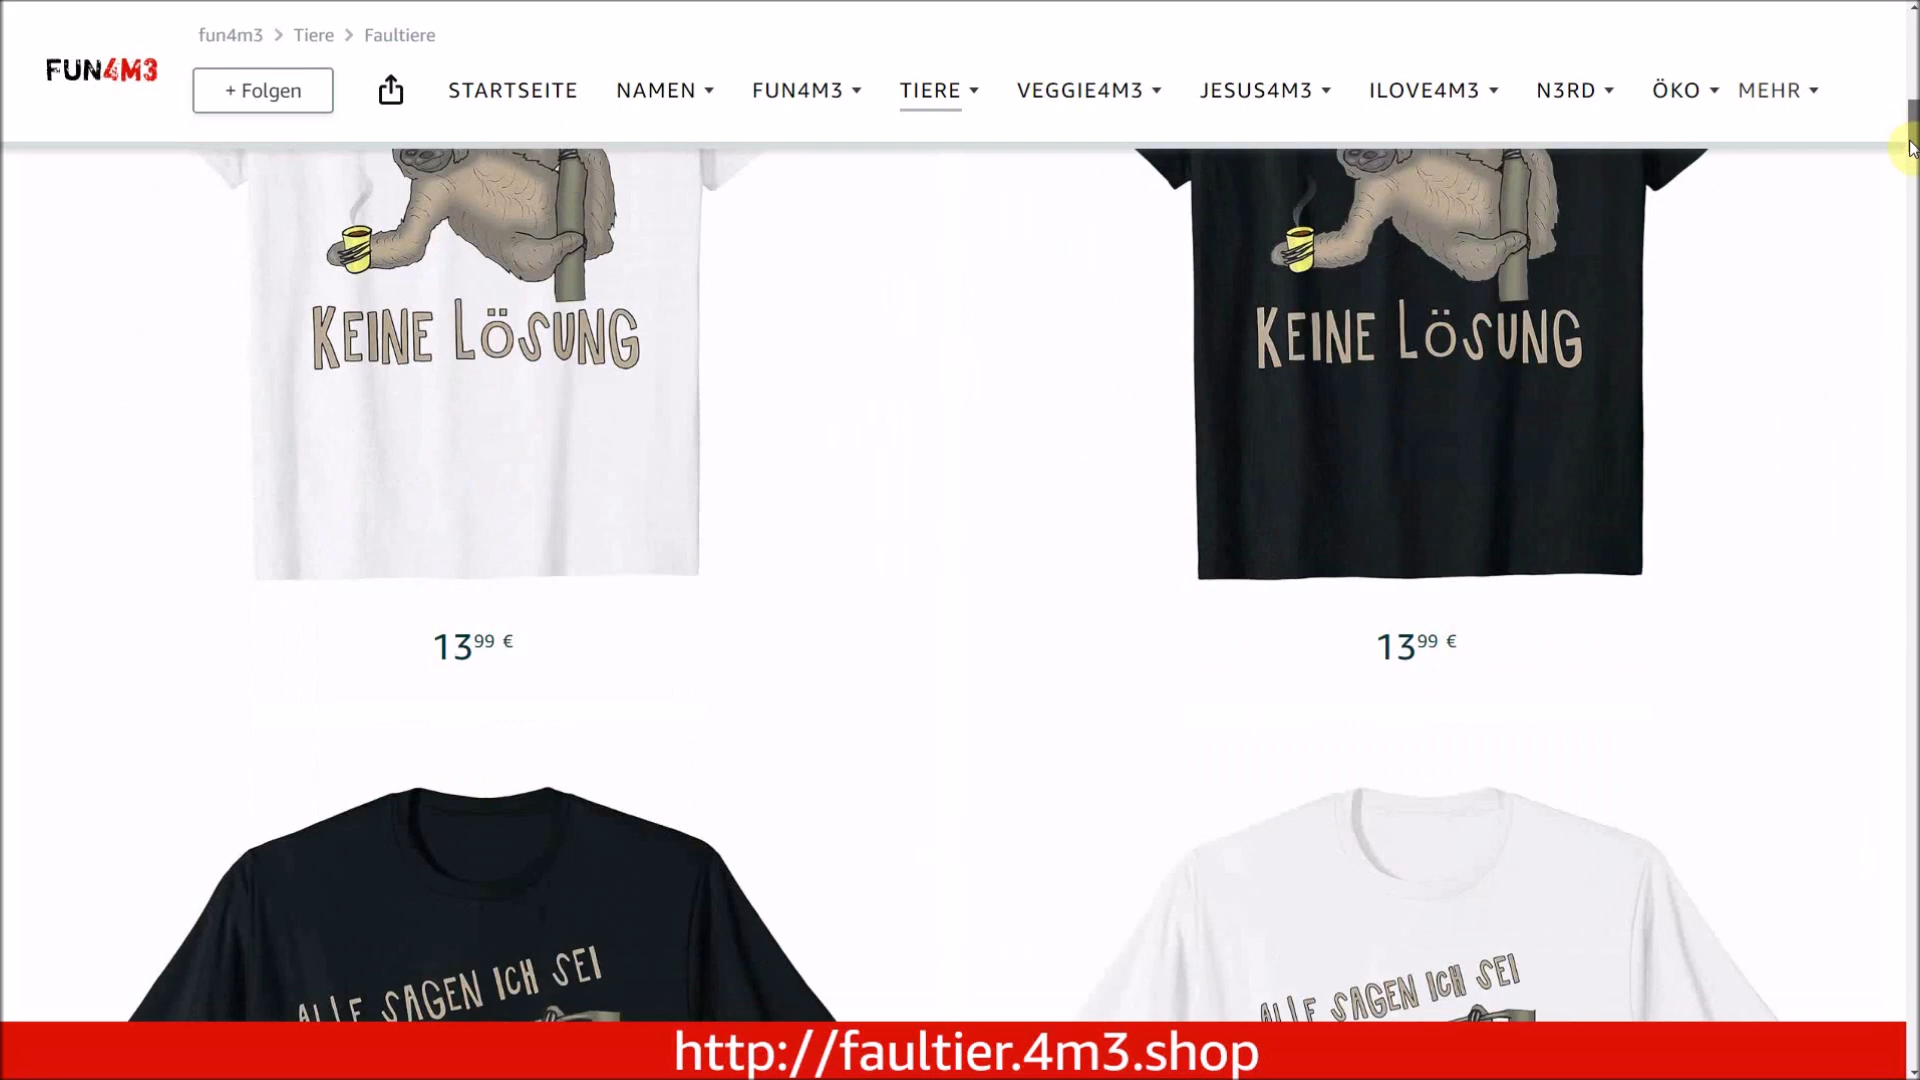 fun4m3 > Tiere > Faultiere
FUN4M3
+ Folgen
STARTSEITE
NAMEN
FUN4M3
TIERE
VEGGIE4M3
JESUS4M3
ILOVE4M3
N3RD
ÖKO
MEHR
KEINE LÖSUNG
KEINE LÖSUNG
13 99 €
13 99 €
ALLE SAGEN ICH SEI
ALLE SAGEN ICH SEI
http://faultier.4m3.shop